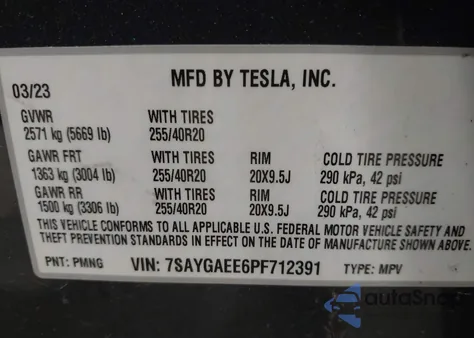 03/23 MFD BY TESLA, INC.
GVWR WITH TIRES
2571 kg (5669 lb) 255/40R20
GAWR FRT WITH TIRES RIM COLD TIRE PRESSURE
1363 kg (3004 lb) 255/40R20 20X9.5J 290 kPa, 42 psi
GAWR RR WITH TIRES RIM COLD TIRE PRESSURE
1500 kg (3306 lb) 255/40R20 20X9.5J 290 kPa, 42 psi
THIS VEHICLE CONFORMS TO ALL APPLICABLE U.S. FEDERAL MOTOR VEHICLE SAFETY AND
THEFT PREVENTION STANDARDS IN EFFECT ON THE DATE OF MANUFACTURE SHOWN ABOVE.
PNT: PMNG VIN: 7SAYGAEE6PF712391 TYPE: MPV
autaSnap